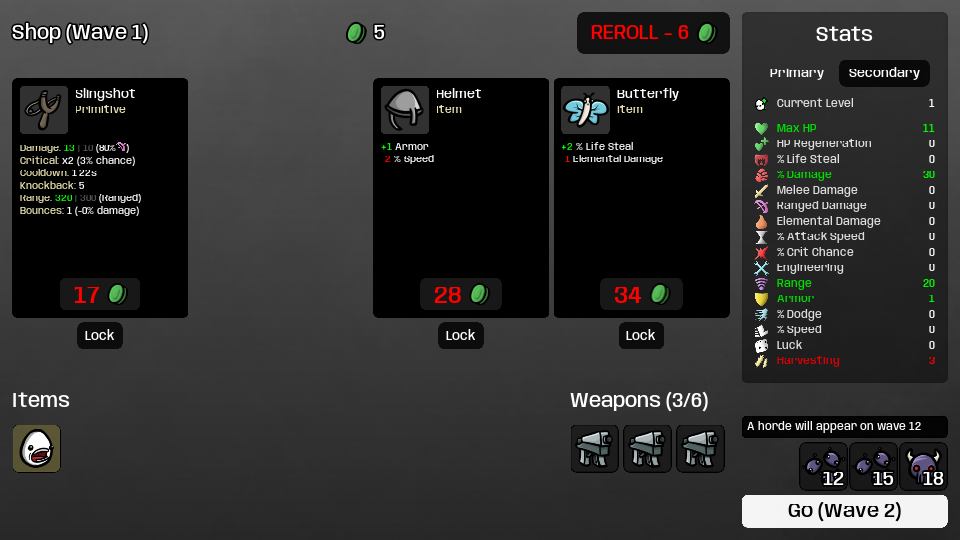 Shop (Wave 1)
5
REROLL - 6
Slingshot
Primitive
Damage: 13 | 10 (80%)
Critical: x2 (3% chance)
Cooldown: 1.22s
Knockback: 5
Range: 320 | 300 (Ranged)
Bounces: 1 (-0% damage)
17
Lock
Helmet
Item
+1 Armor
2 % Speed
28
Lock
Butterfly
Item
+2 % Life Steal
1 Elemental Damage
34
Lock
Stats
Primary
Secondary
Current Level 1
Max HP 11
HP Regeneration 0
% Life Steal 0
% Damage 30
Melee Damage 0
Ranged Damage 0
Elemental Damage 0
% Attack Speed 0
% Crit Chance 0
Engineering 0
Range 20
Armor 1
% Dodge 0
% Speed 0
Luck 0
Harvesting 3
Items
Weapons (3/6)
A horde will appear on wave 12
12
15
18
Go (Wave 2)